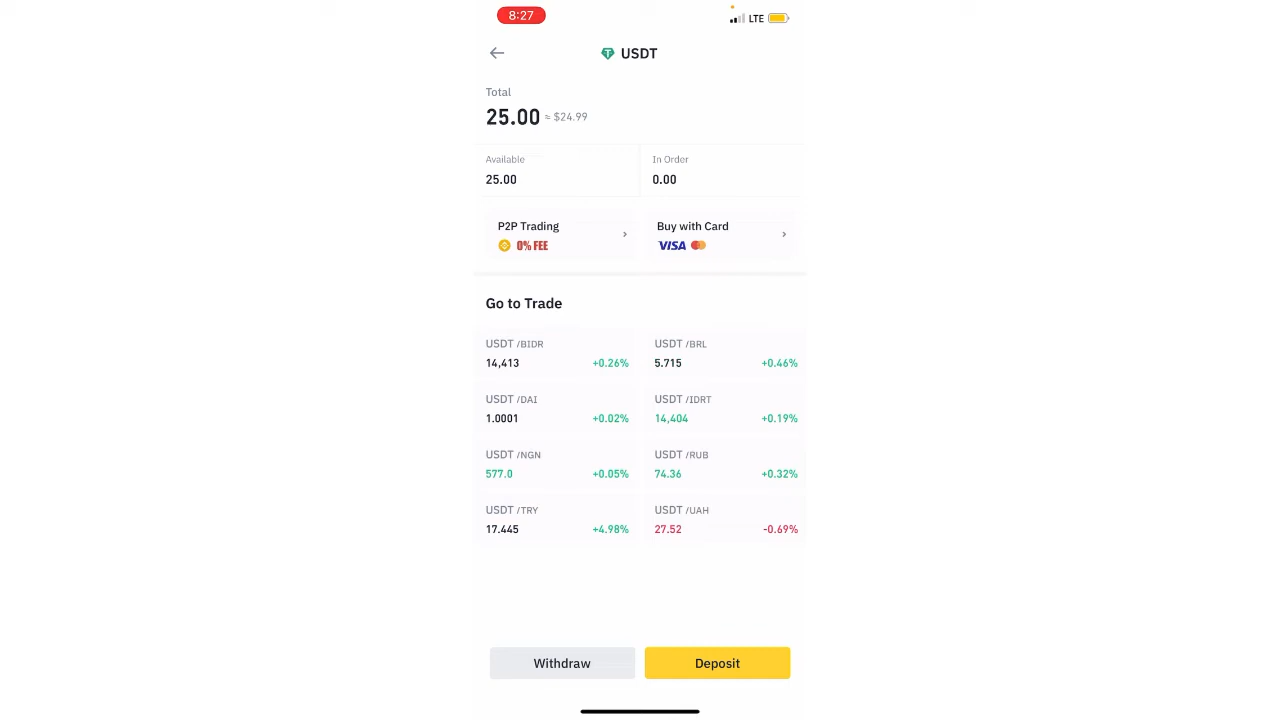 8:27 LTE
USDT
Total
25.00 ≈ $24.99
Available In Order
25.00 0.00
P2P Trading Buy with Card
0% FEE VISA
Go to Trade
USDT /BIDR USDT /BRL
14,413 +0.26% 5.715 +0.46%
USDT /DAI USDT /IDRT
1.0001 +0.02% 14,404 +0.19%
USDT /NGN USDT /RUB
577.0 +0.05% 74.36 +0.32%
USDT /TRY USDT /UAH
17.445 +4.98% 27.52 -0.69%
Withdraw Deposit